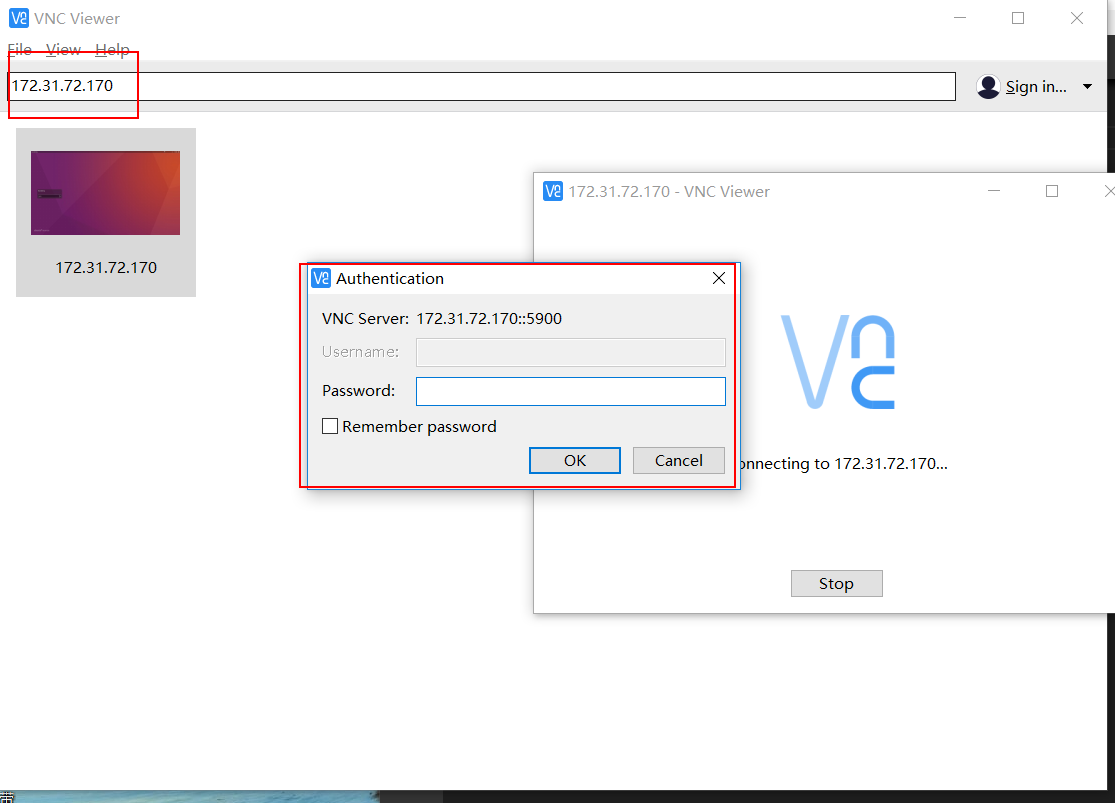 VNC Viewer
File View Help
172.31.72.170
Sign in...
172.31.72.170
172.31.72.170 - VNC Viewer
Authentication
VNC Server: 172.31.72.170::5900
Username:
Password:
Remember password
OK Cancel
onnecting to 172.31.72.170...
Stop